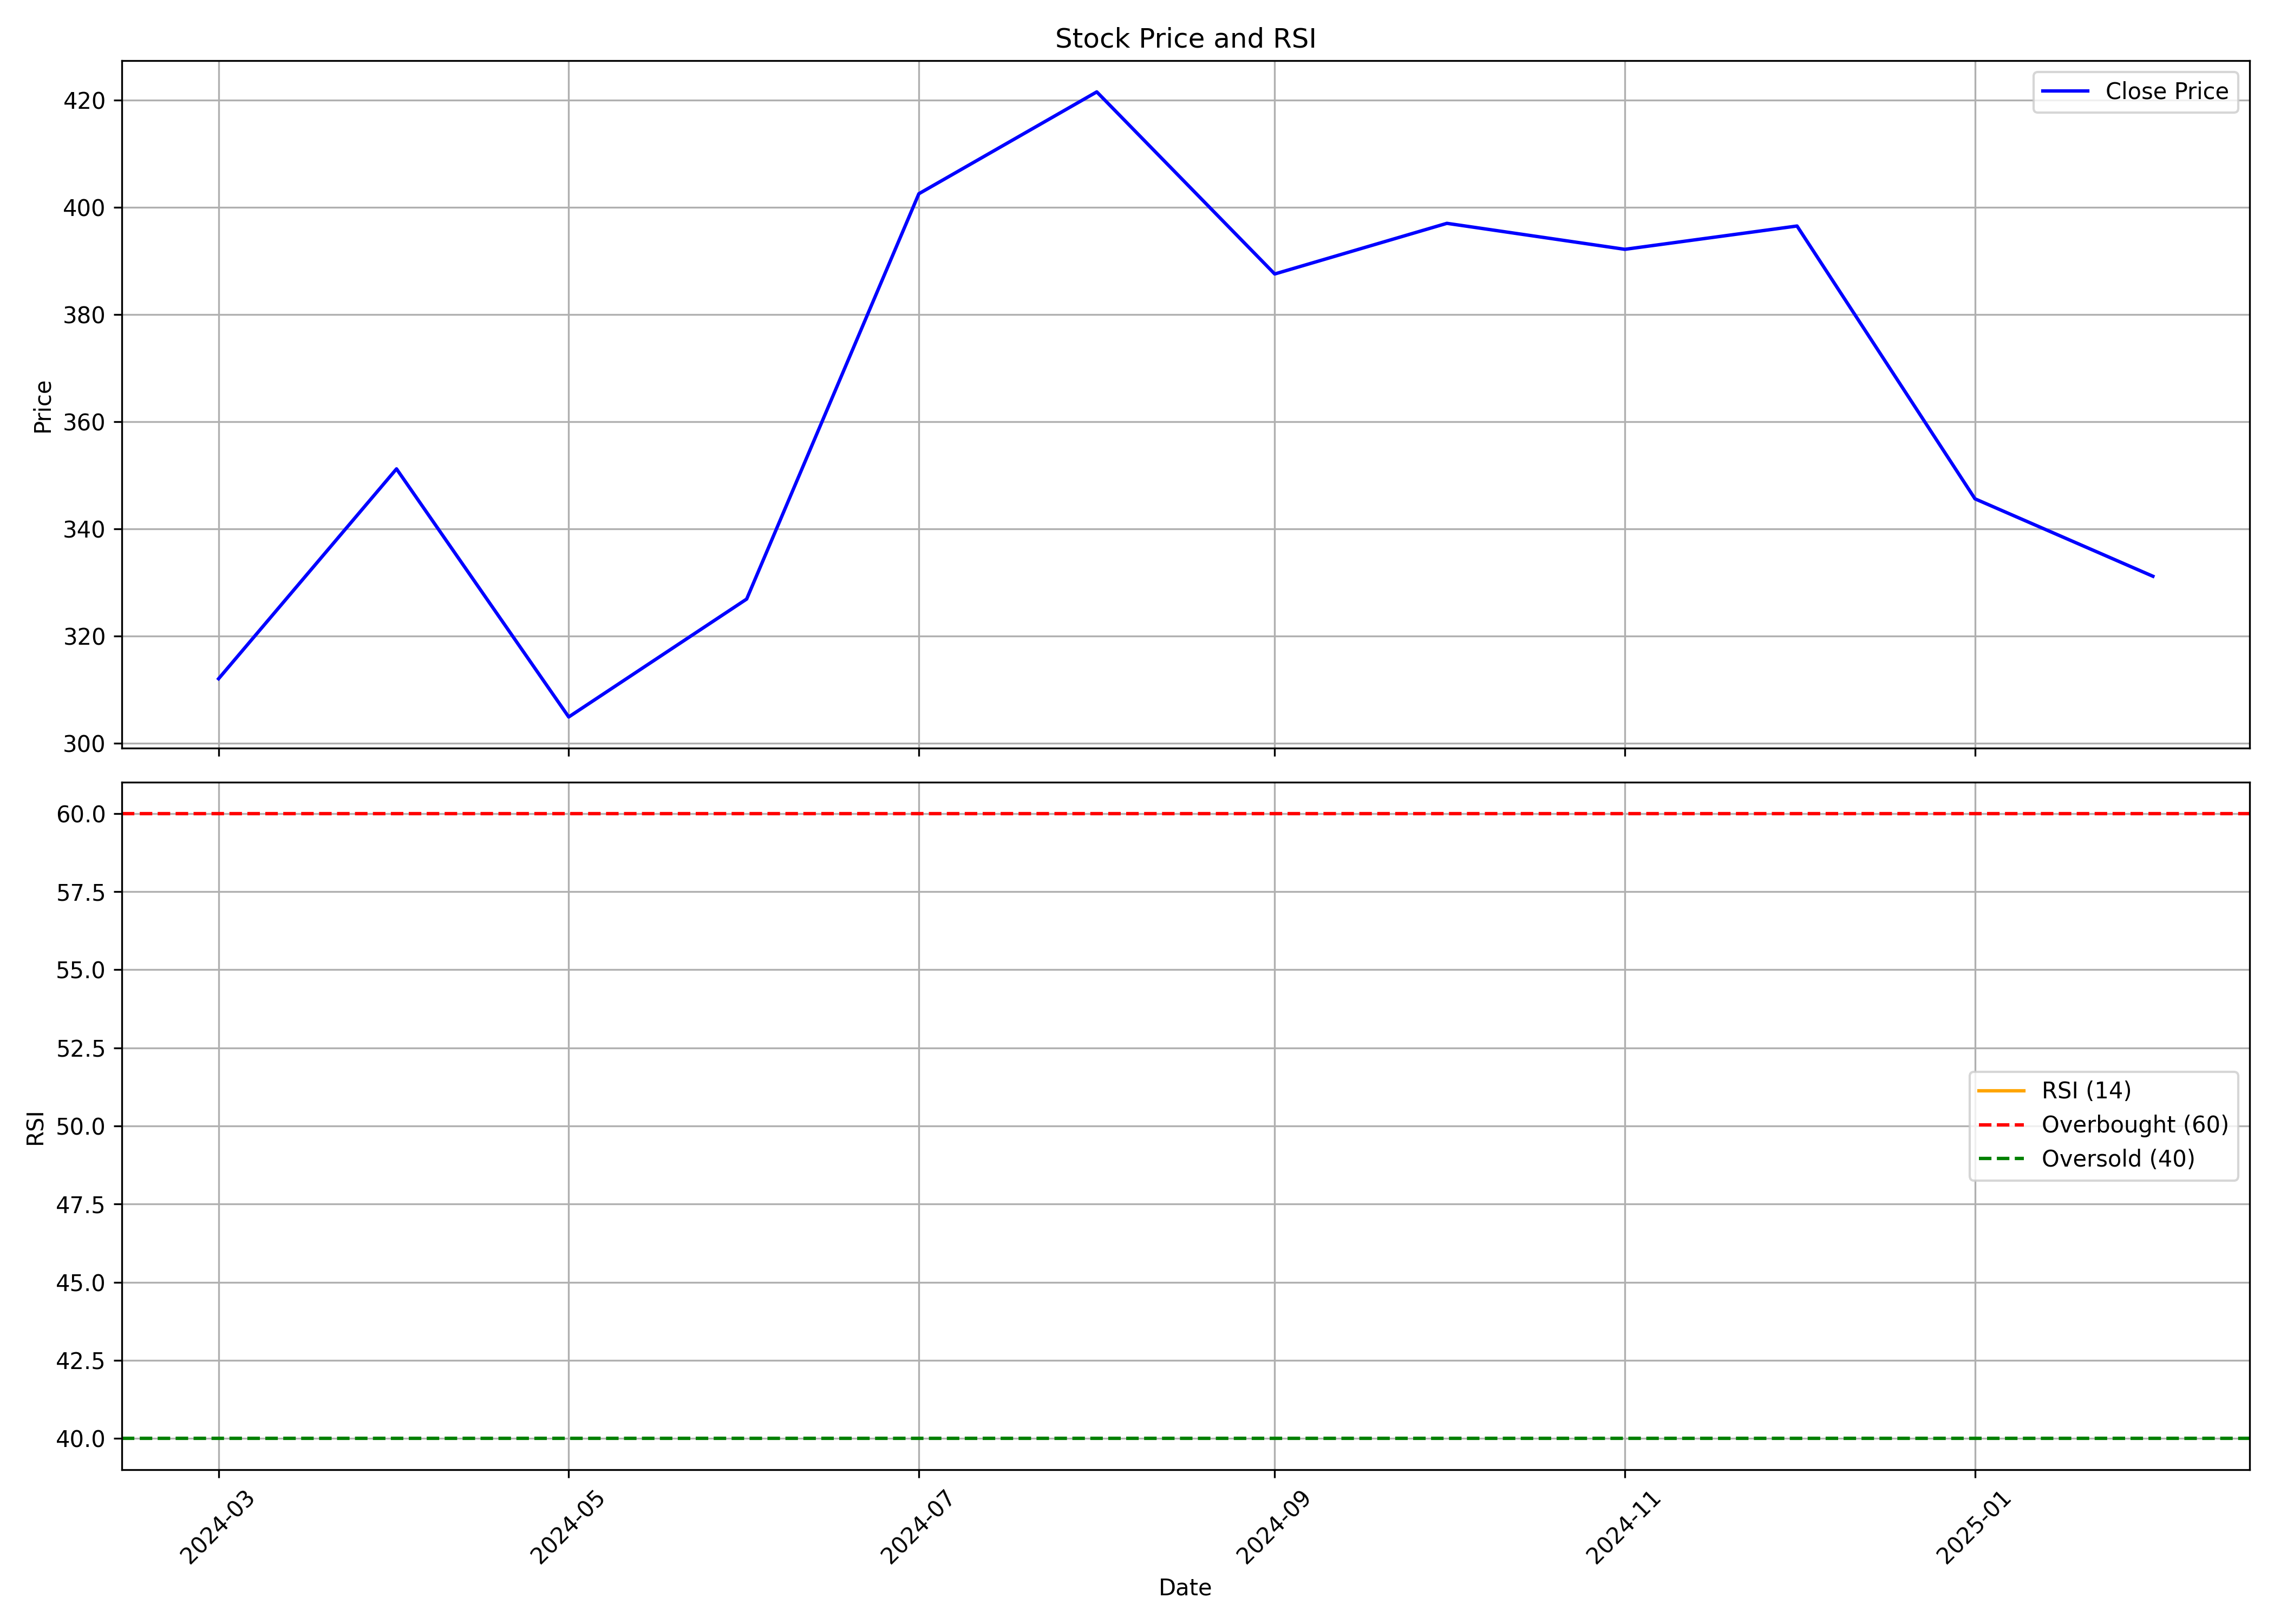 Stock Price and RSI
Close Price
420
400
380
360
340
320
300
Price
60.0
57.5
55.0
52.5
50.0
47.5
45.0
42.5
40.0
RSI
RSI (14)
Overbought (60)
Oversold (40)
2024-03
2024-05
2024-07
2024-09
2024-11
2025-01
Date